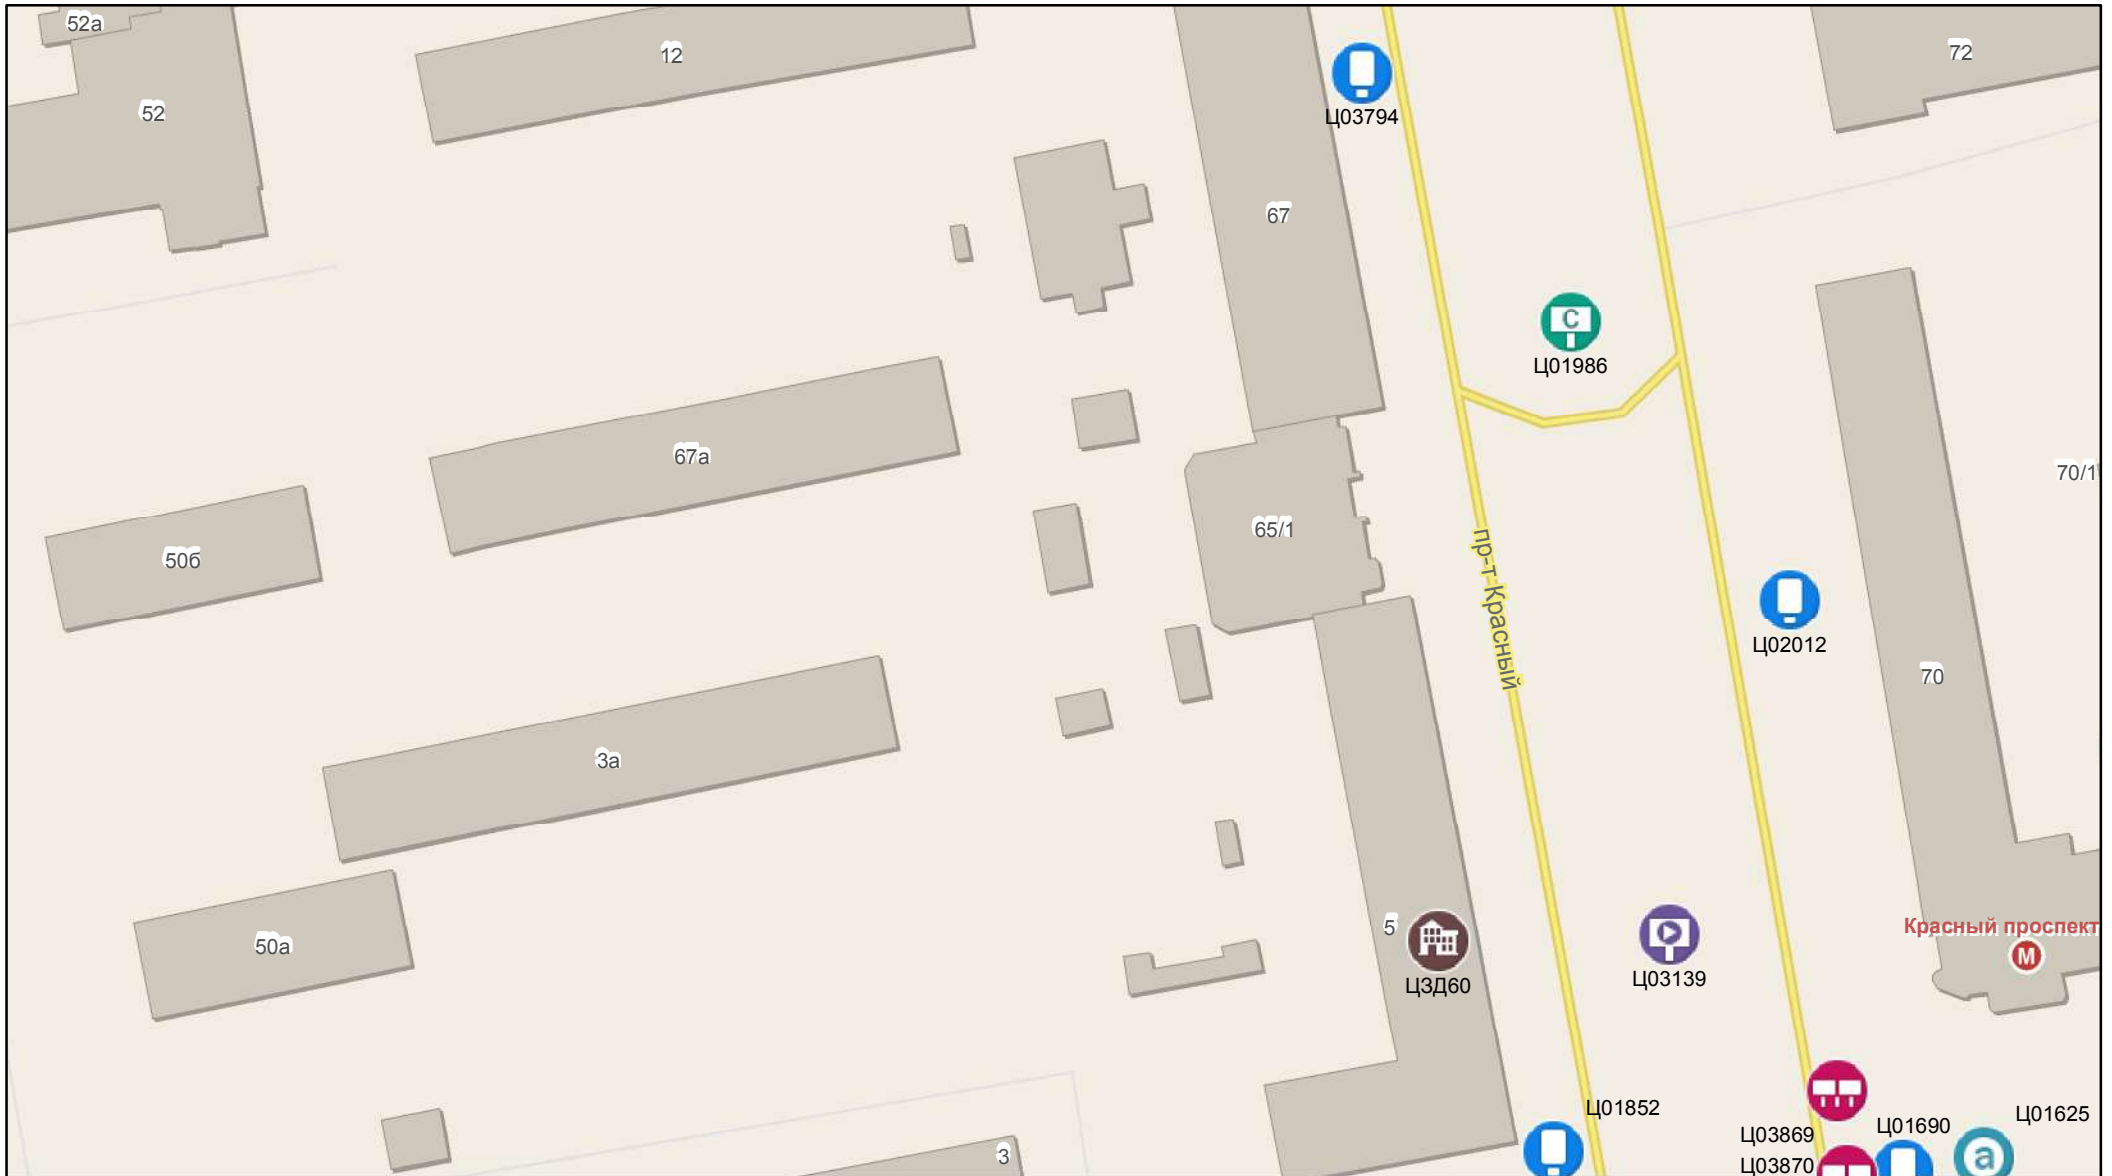 52а
12
72
52
Ц03794
67
C
Ц01986
67а
70/1
65/1
50б
пр-т Красный
Ц02012
70
3а
5
Красный проспект
М
50а
Ц03139
ЦЗД60
Ц01852
Ц01625
Ц01690
Ц03869
3
Ц03870
a